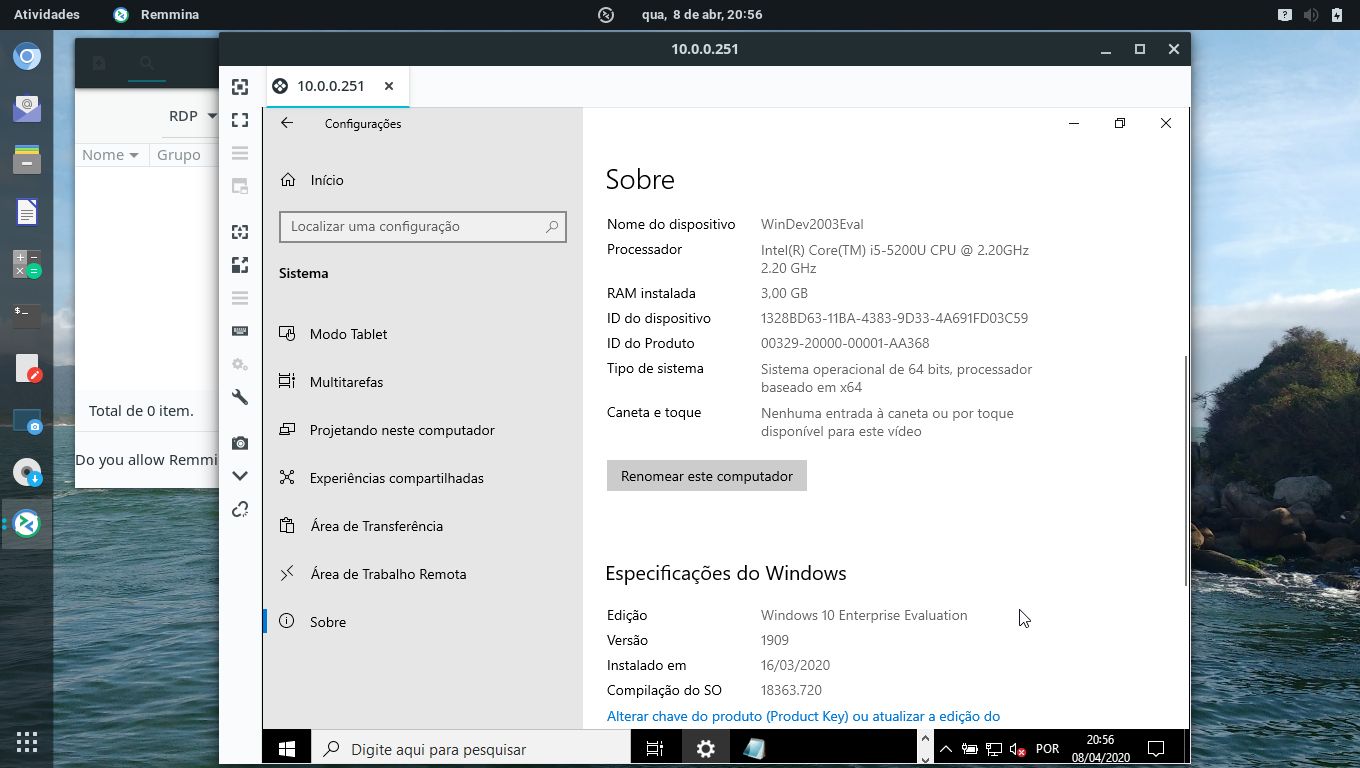 Atividades
Remmina
qua, 8 de abr, 20:56
10.0.0.251
10.0.0.251
RDP
Nome
Grupo
Total de 0 item.
Do you allow Remmi
Configurações
Início
Localizar uma configuração
Sistema
Modo Tablet
Multitarefas
Projetando neste computador
Experiências compartilhadas
Área de Transferência
Área de Trabalho Remota
Sobre
Sobre
Nome do dispositivo WinDev2003Eval
Processador Intel(R) Core(TM) i5-5200U CPU @ 2.20GHz
2.20 GHz
RAM instalada 3,00 GB
ID do dispositivo 1328BD63-11BA-4383-9D33-4A691FD03C59
ID do Produto 00329-20000-00001-AA368
Tipo de sistema Sistema operacional de 64 bits, processador
baseado em x64
Caneta e toque Nenhuma entrada à caneta ou por toque
disponível para este vídeo
Renomear este computador
Especificações do Windows
Edição Windows 10 Enterprise Evaluation
Versão 1909
Instalado em 16/03/2020
Compilação do SO 18363.720
Alterar chave do produto (Product Key) ou atualizar a edição do
Digite aqui para pesquisar
POR
20:56
08/04/2020